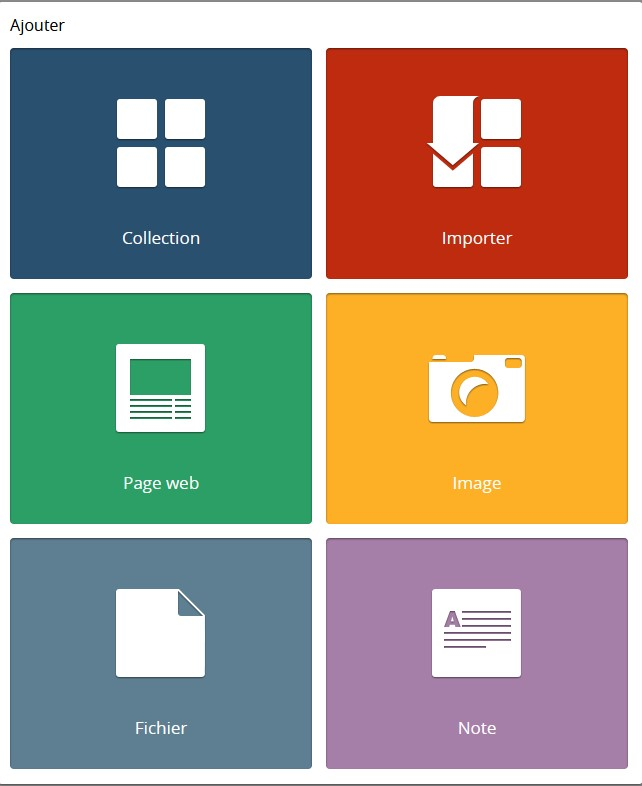 Ajouter
Collection
Importer
Page web
Image
Fichier
A
Note